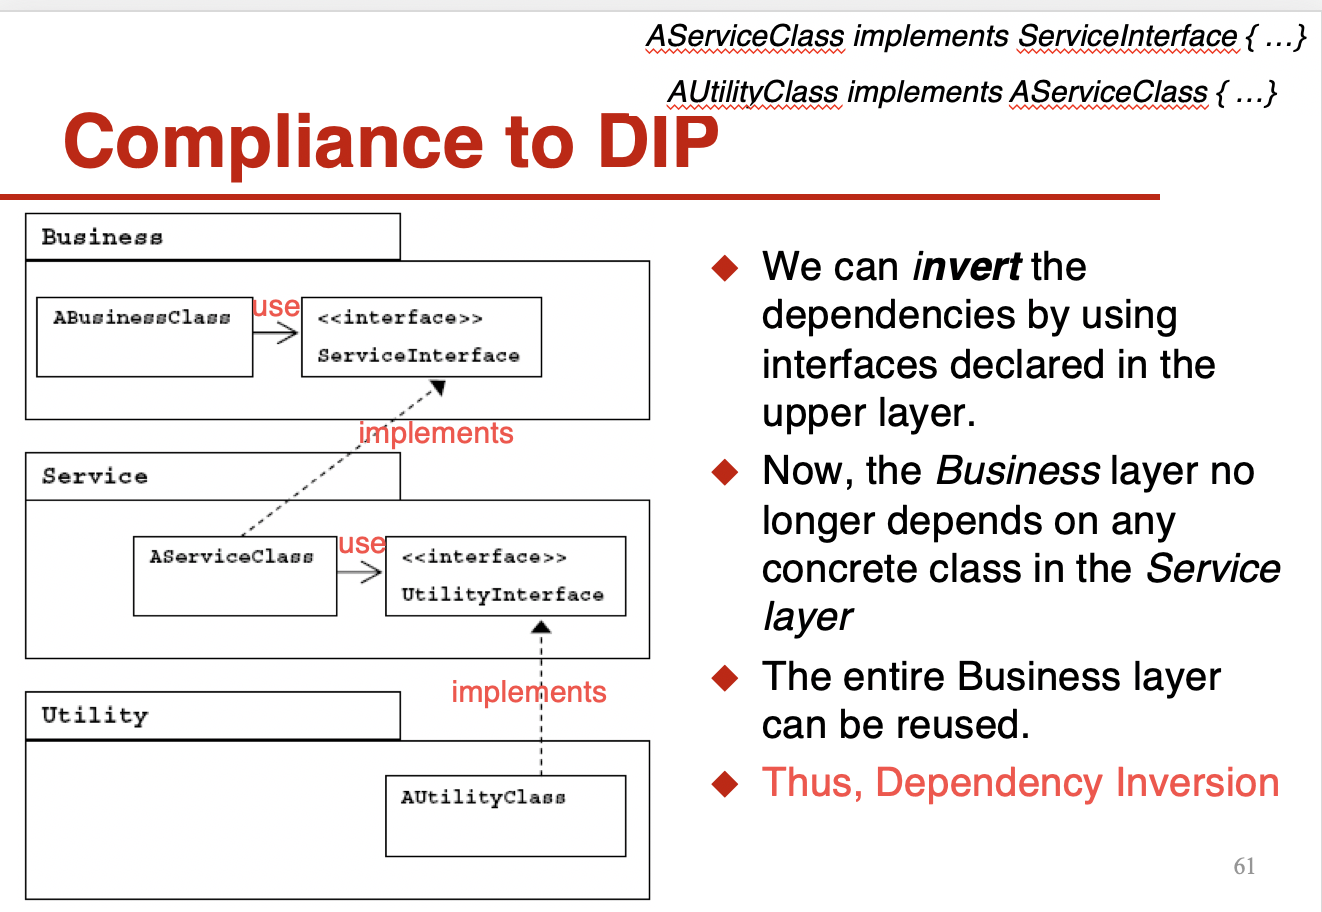 AServiceClass implements ServiceInterface { …}
AUtilityClass implements AServiceClass { …}
Compliance to DIP
Business
ABusinessClass
use
<<interface>>
ServiceInterface
implements
Service
AServiceClass
use
<<interface>>
UtilityInterface
implements
Utility
AUtilityClass
We can invert the
dependencies by using
interfaces declared in the
upper layer.
Now, the Business layer no
longer depends on any
concrete class in the Service
layer
The entire Business layer
can be reused.
Thus, Dependency Inversion
61